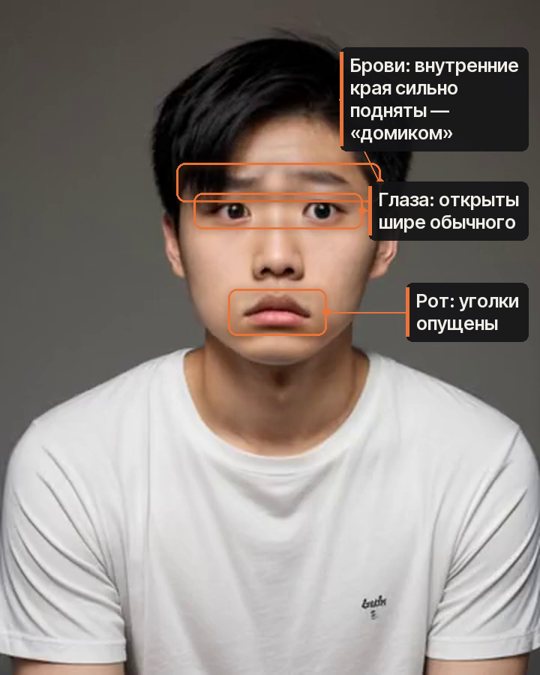 Брови: внутренние
края сильно
подняты —
«домиком»
Глаза: открыты
шире обычного
Рот: уголки
опущены